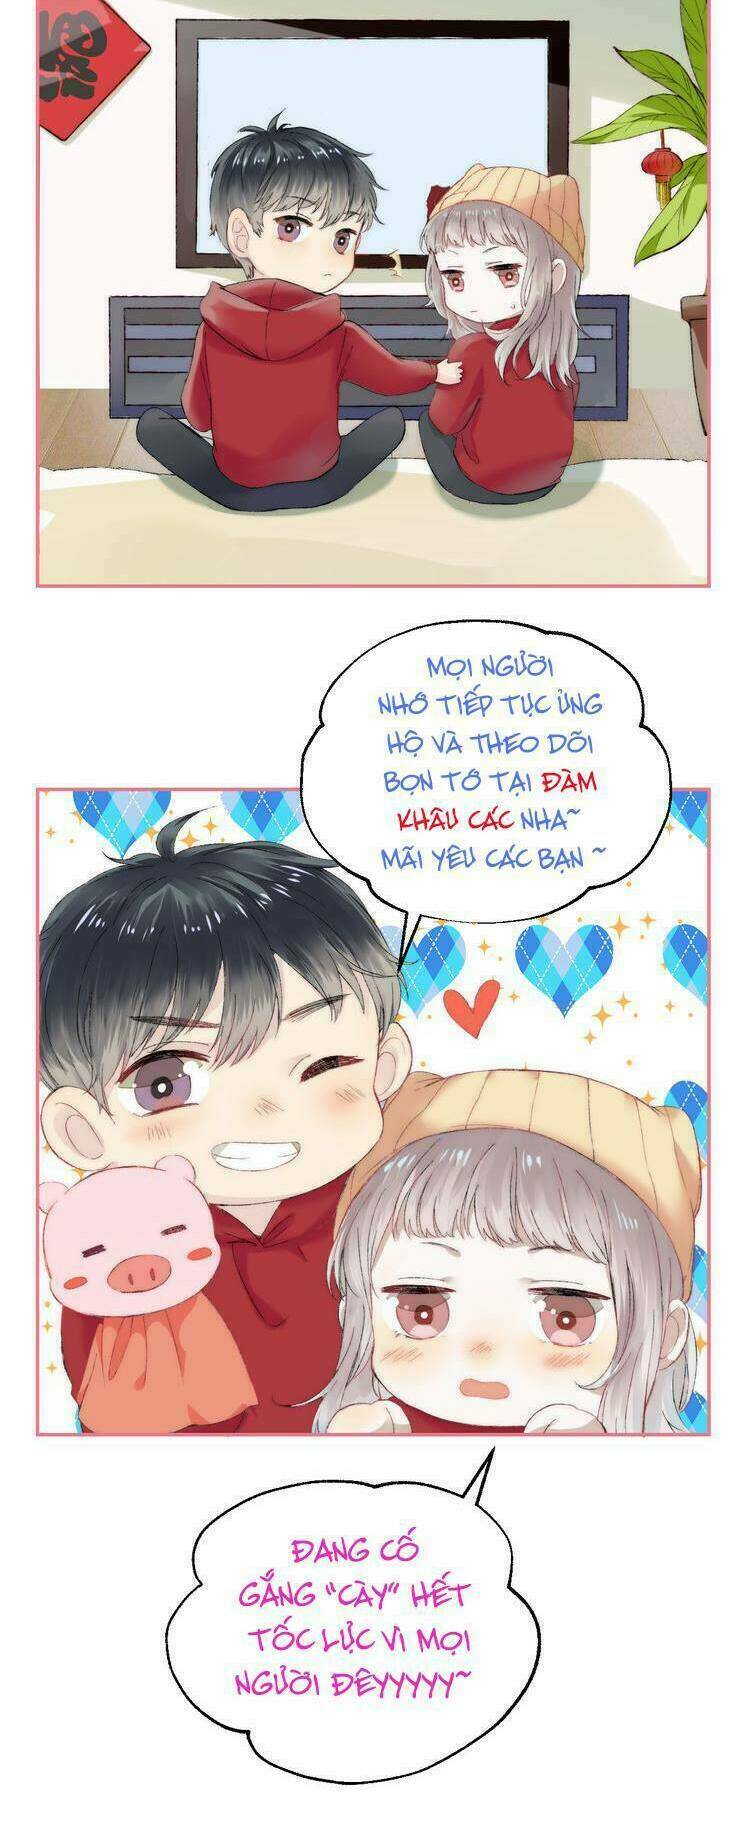 MỌI NGƯỜI
NHỚ TIẾP TỤC ỦNG
HỘ VÀ THEO DÕI
BỌN TỚ TẠI ĐÀM
KHÂU CÁC NHA~
MÃI YÊU CÁC BẠN ~
ĐANG CỐ
GẮNG "CÀY" HẾT
TỐC LỰC VÌ MỌI
NGƯỜI ĐÊYYYYY~